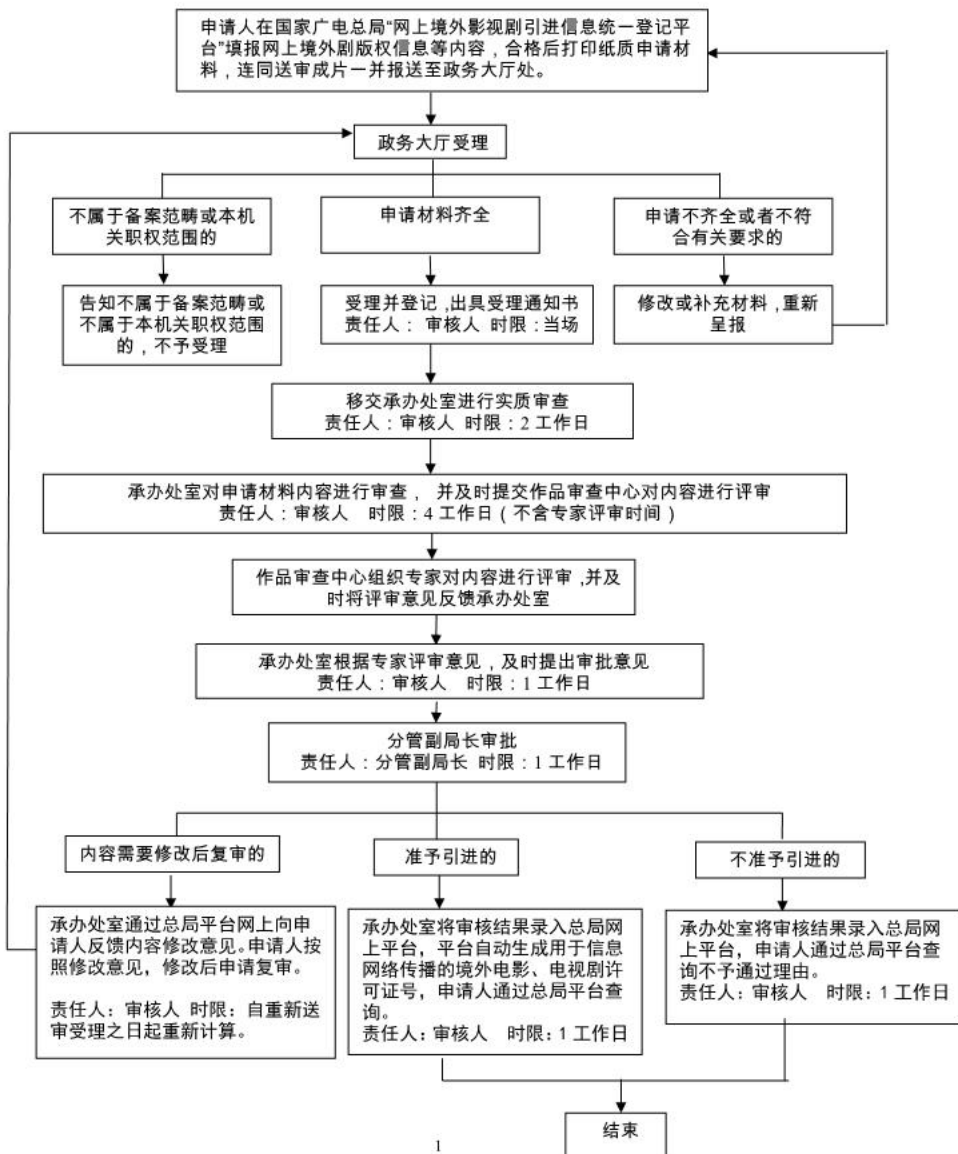 申请人在国家广电总局“网上境外影视剧引进信息统一登记平
台”填报网上境外剧版权信息等内容，合格后打印纸质申请材
料，连同送审成片一并报送至政务大厅处。
政务大厅受理
不属于备案范畴或本机
关职权范围的
申请材料齐全
申请不齐全或者不符
合有关要求的
告知不属于备案范畴或
不属于本机关职权范围
的，不予受理
受理并登记,出具受理通知书
责任人： 审核人 时限：当场
修改或补充材料，重新
呈报
移交承办处室进行实质审查
责任人：审核人 时限：2 工作日
承办处室对申请材料内容进行审查， 并及时提交作品审查中心对内容进行评审
责任人：审核人 时限：4 工作日（不含专家评审时间）
作品审查中心组织专家对内容进行评审,并及
时将评审意见反馈承办处室
承办处室根据专家评审意见，及时提出审批意见
责任人：审核人 时限：1 工作日
分管副局长审批
责任人：分管副局长 时限：1 工作日
内容需要修改后复审的
准予引进的
不准予引进的
承办处室通过总局平台网上向申
请人反馈内容修改意见。申请人按
照修改意见，修改后申请复审。
责任人：审核人 时限：自重新送
审受理之日起重新计算。
承办处室将审核结果录入总局网
上平台，平台自动生成用于信息
网络传播的境外电影、电视剧许
可证号，申请人通过总局平台查
询。
责任人：审核人 时限：1 工作日
承办处室将审核结果录入总局网
上平台，申请人通过总局平台查
询不予通过理由。
责任人：审核人 时限：1 工作日
结束
1